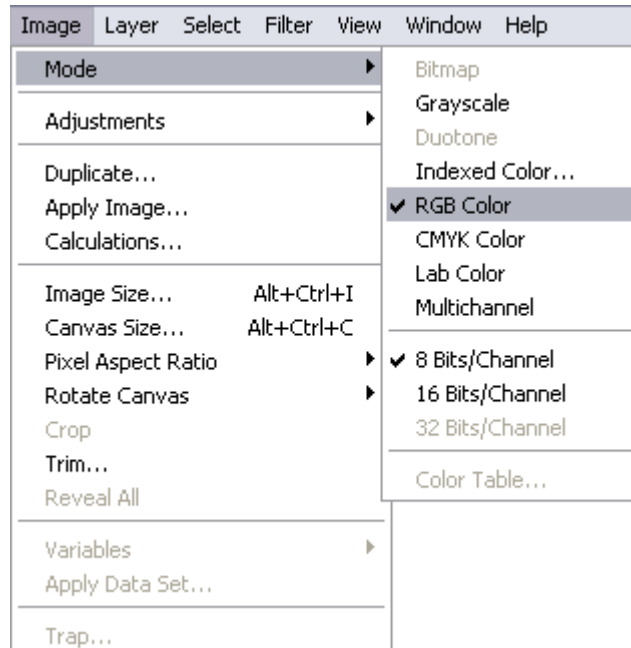 Image Layer Select Filter View Window Help
Mode
Adjustments
Duplicate...
Apply Image...
Calculations...
Image Size... Alt+Ctrl+I
Canvas Size... Alt+Ctrl+C
Pixel Aspect Ratio
Rotate Canvas
Crop
Trim...
Reveal All
Variables
Apply Data Set...
Trap...
Bitmap
Grayscale
Duotone
Indexed Color...
RGB Color
CMYK Color
Lab Color
Multichannel
8 Bits/Channel
16 Bits/Channel
32 Bits/Channel
Color Table...